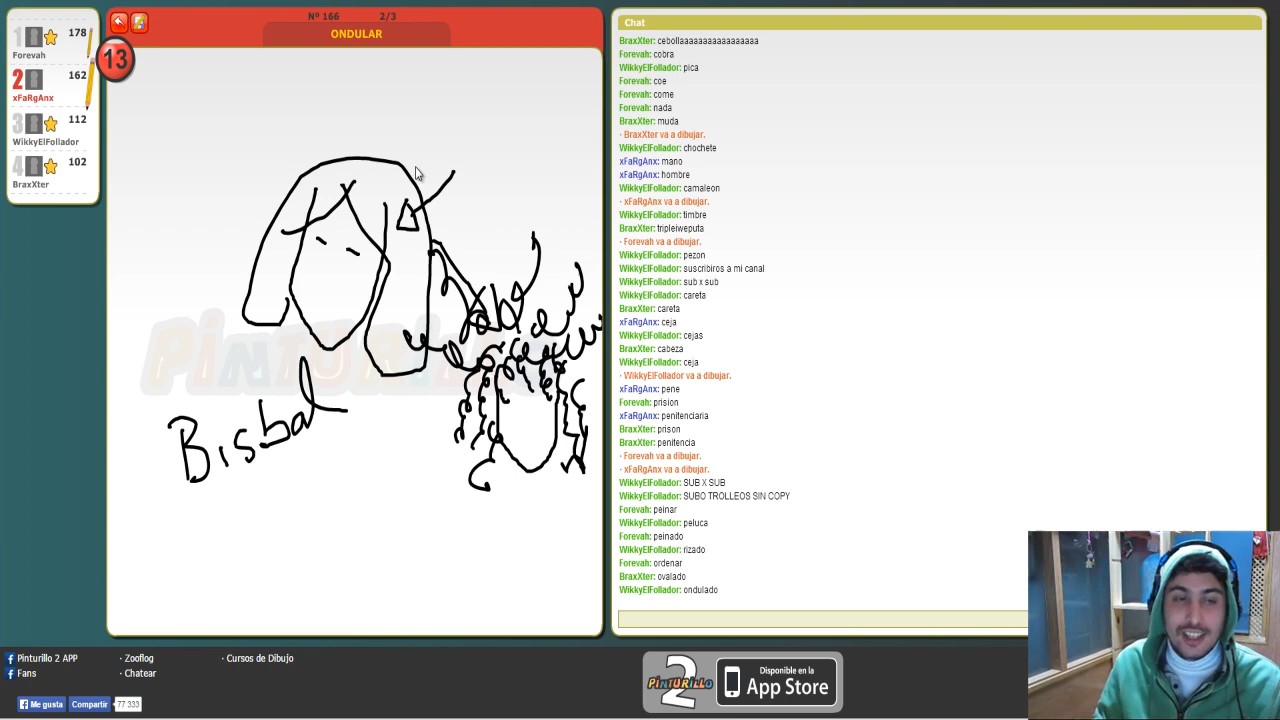 Nº 166 2/3
ONDULAR
1 178
Forevah
2 162
xFaRgAnx
3 112
WikkyElFollador
4 102
BraxXter
13
PINTURILLO
Bisbal
Chat
BraxXter: cebollaaaaaaaaaaaaaaaaa
Forevah: cobra
WikkyElFollador: pica
Forevah: coe
Forevah: come
Forevah: nada
BraxXter: muda
· BraxXter va a dibujar.
WikkyElFollador: chochete
xFaRgAnx: mano
xFaRgAnx: hombre
WikkyElFollador: camaleon
· xFaRgAnx va a dibujar.
WikkyElFollador: timbre
BraxXter: tripleiweputa
· Forevah va a dibujar.
WikkyElFollador: pezon
WikkyElFollador: suscribiros a mi canal
WikkyElFollador: sub x sub
WikkyElFollador: careta
BraxXter: careta
xFaRgAnx: ceja
WikkyElFollador: cejas
BraxXter: cabeza
WikkyElFollador: ceja
· WikkyElFollador va a dibujar.
xFaRgAnx: pene
Forevah: prision
xFaRgAnx: penitenciaria
BraxXter: prison
BraxXter: penitencia
· Forevah va a dibujar.
· xFaRgAnx va a dibujar.
WikkyElFollador: SUB X SUB
WikkyElFollador: SUBO TROLLEOS SIN COPY
Forevah: peinar
WikkyElFollador: peluca
Forevah: peinado
WikkyElFollador: rizado
Forevah: ordenar
BraxXter: ovalado
WikkyElFollador: ondulado
Pinturillo 2 APP · Zooflog · Cursos de Dibujo
Fans · Chatear
Me gusta Compartir 77 333
PINTURILLO 2
Disponible en la
App Store